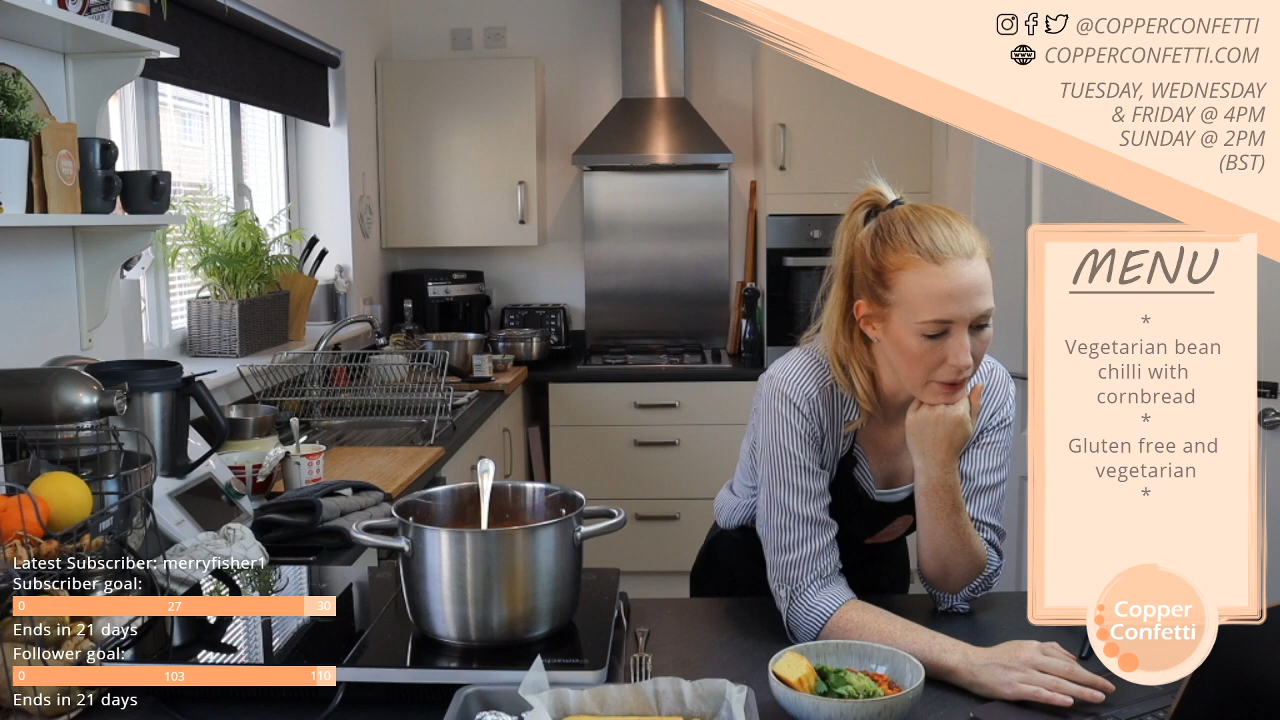 @COPPERCONFETTI
COPPERCONFETTI.COM
TUESDAY, WEDNESDAY
& FRIDAY @ 4PM
SUNDAY @ 2PM
(BST)
MENU
*
Vegetarian bean
chilli with
cornbread
*
Gluten free and
vegetarian
*
Copper
Confetti
Latest Subscriber: merryfisher1
Subscriber goal:
0 27 30
Ends in 21 days
Follower goal:
0 103 110
Ends in 21 days